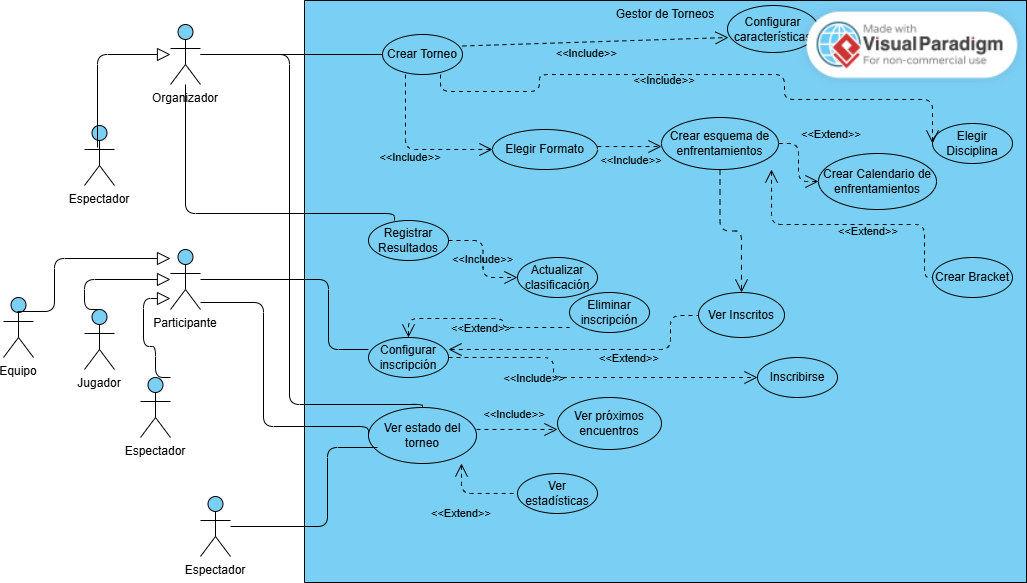 Gestor de Torneos
Configurar
características
Made with
Visual Paradigm
For non-commercial use
Crear Torneo
<<Include>>
<<Include>>
Organizador
Espectador
<<Include>>
Elegir Formato
<<Include>>
Crear esquema de
enfrentamientos
<<Extend>>
Elegir
Disciplina
Crear Calendario de
enfrentamientos
<<Extend>>
Registrar
Resultados
<<Include>>
Actualizar
clasificación
Crear Bracket
Eliminar
inscripción
<<Extend>>
Ver Inscritos
Participante
Equipo
Jugador
Configurar
inscripción
<<Extend>>
<<Include>>
Inscribirse
Espectador
Ver estado del
torneo
<<Include>>
Ver próximos
encuentros
Ver
estadísticas
<<Extend>>
Espectador